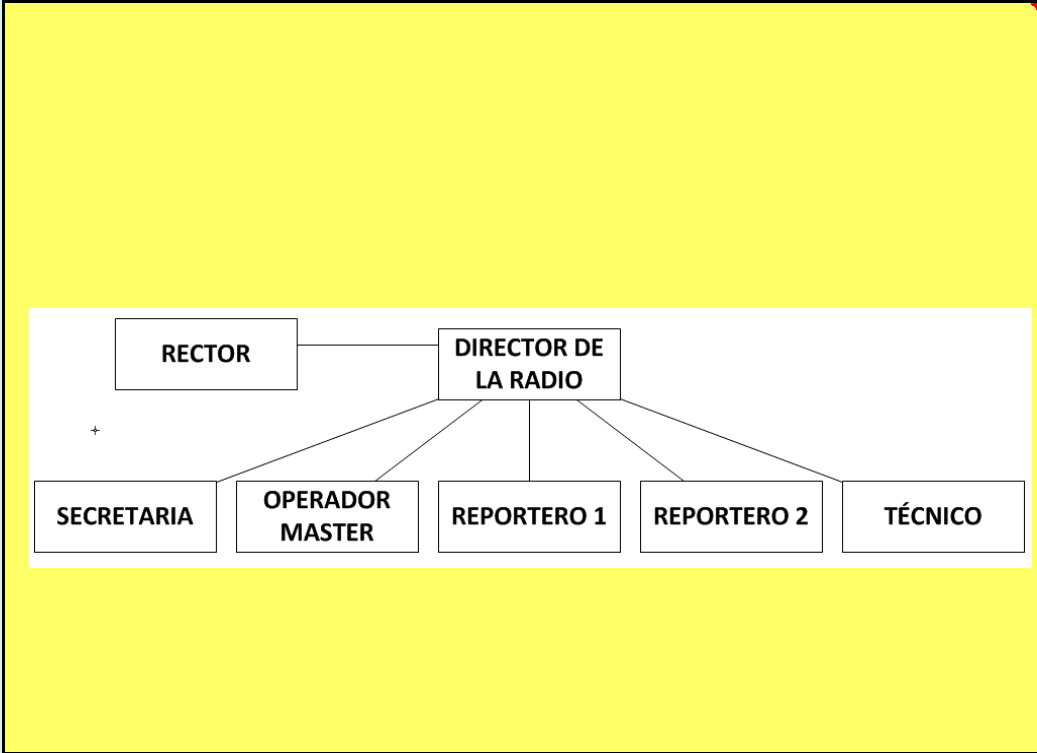 RECTOR
DIRECTOR DE
LA RADIO
SECRETARIA
OPERADOR
MASTER
REPORTERO 1
REPORTERO 2
TÉCNICO